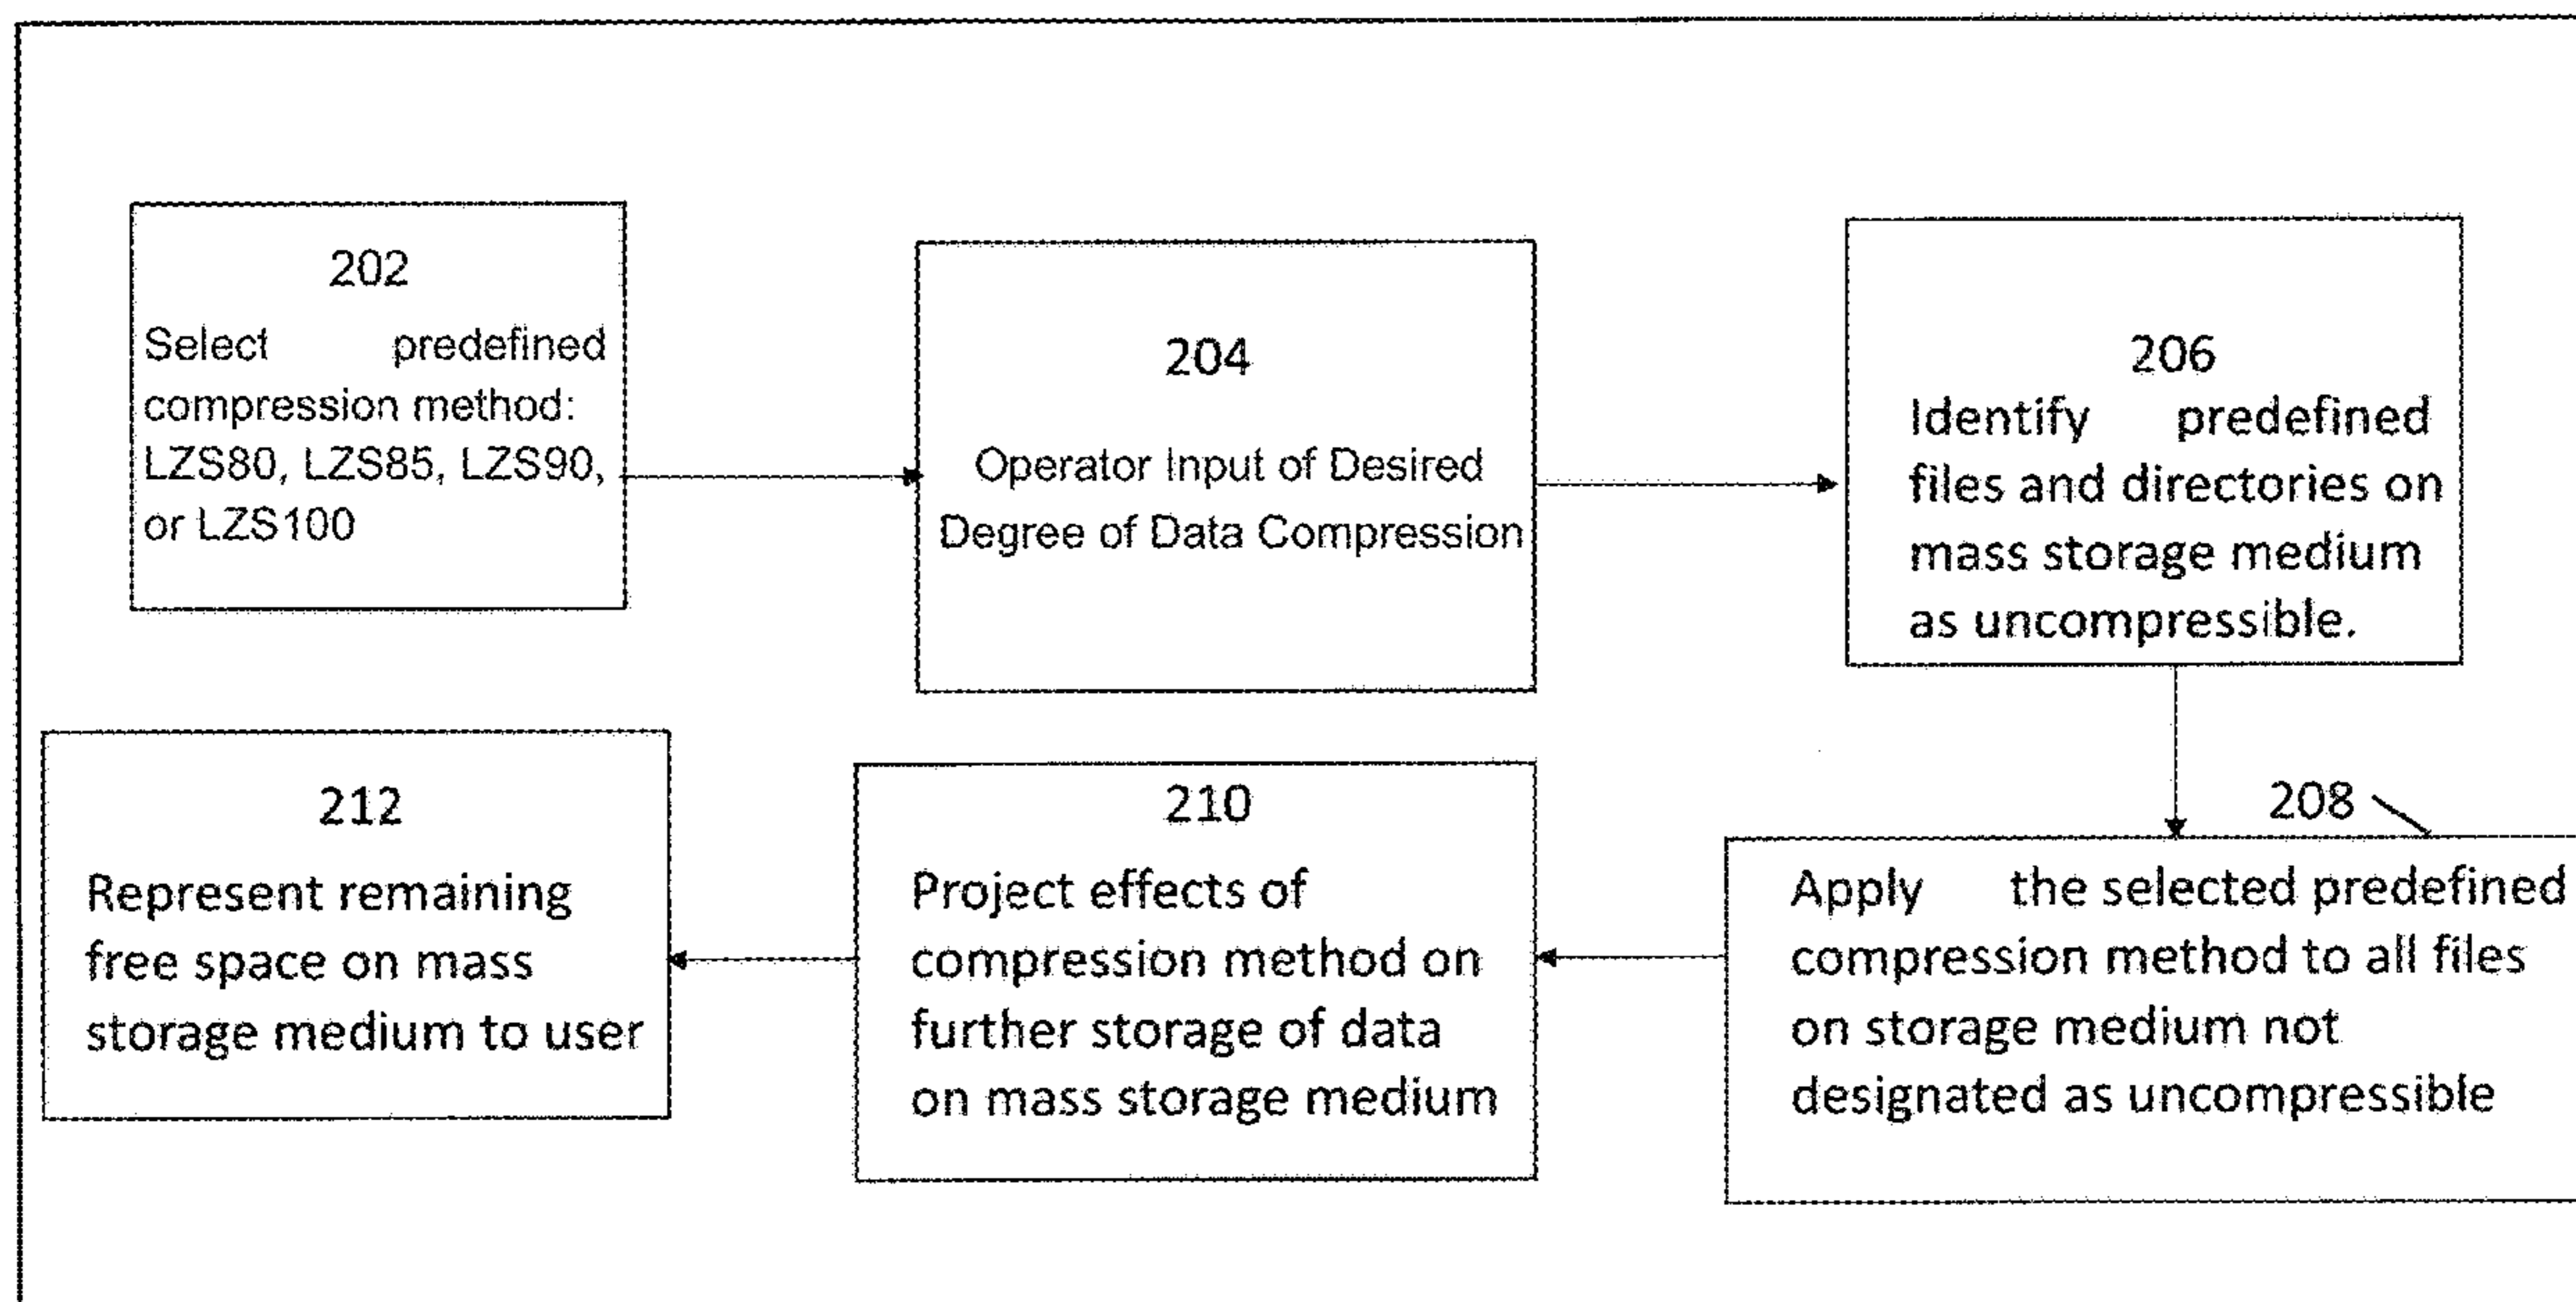 202
Select predefined
compression method:
LZS80, LZS85, LZS90,
or LZS100
204
Operator Input of Desired
Degree of Data Compression
206
Identify predefined
files and directories on
mass storage medium
as uncompressible.
208
Apply the selected predefined
compression method to all files
on storage medium not
designated as uncompressible
210
Project effects of
compression method on
further storage of data
on mass storage medium
212
Represent remaining
free space on mass
storage medium to user